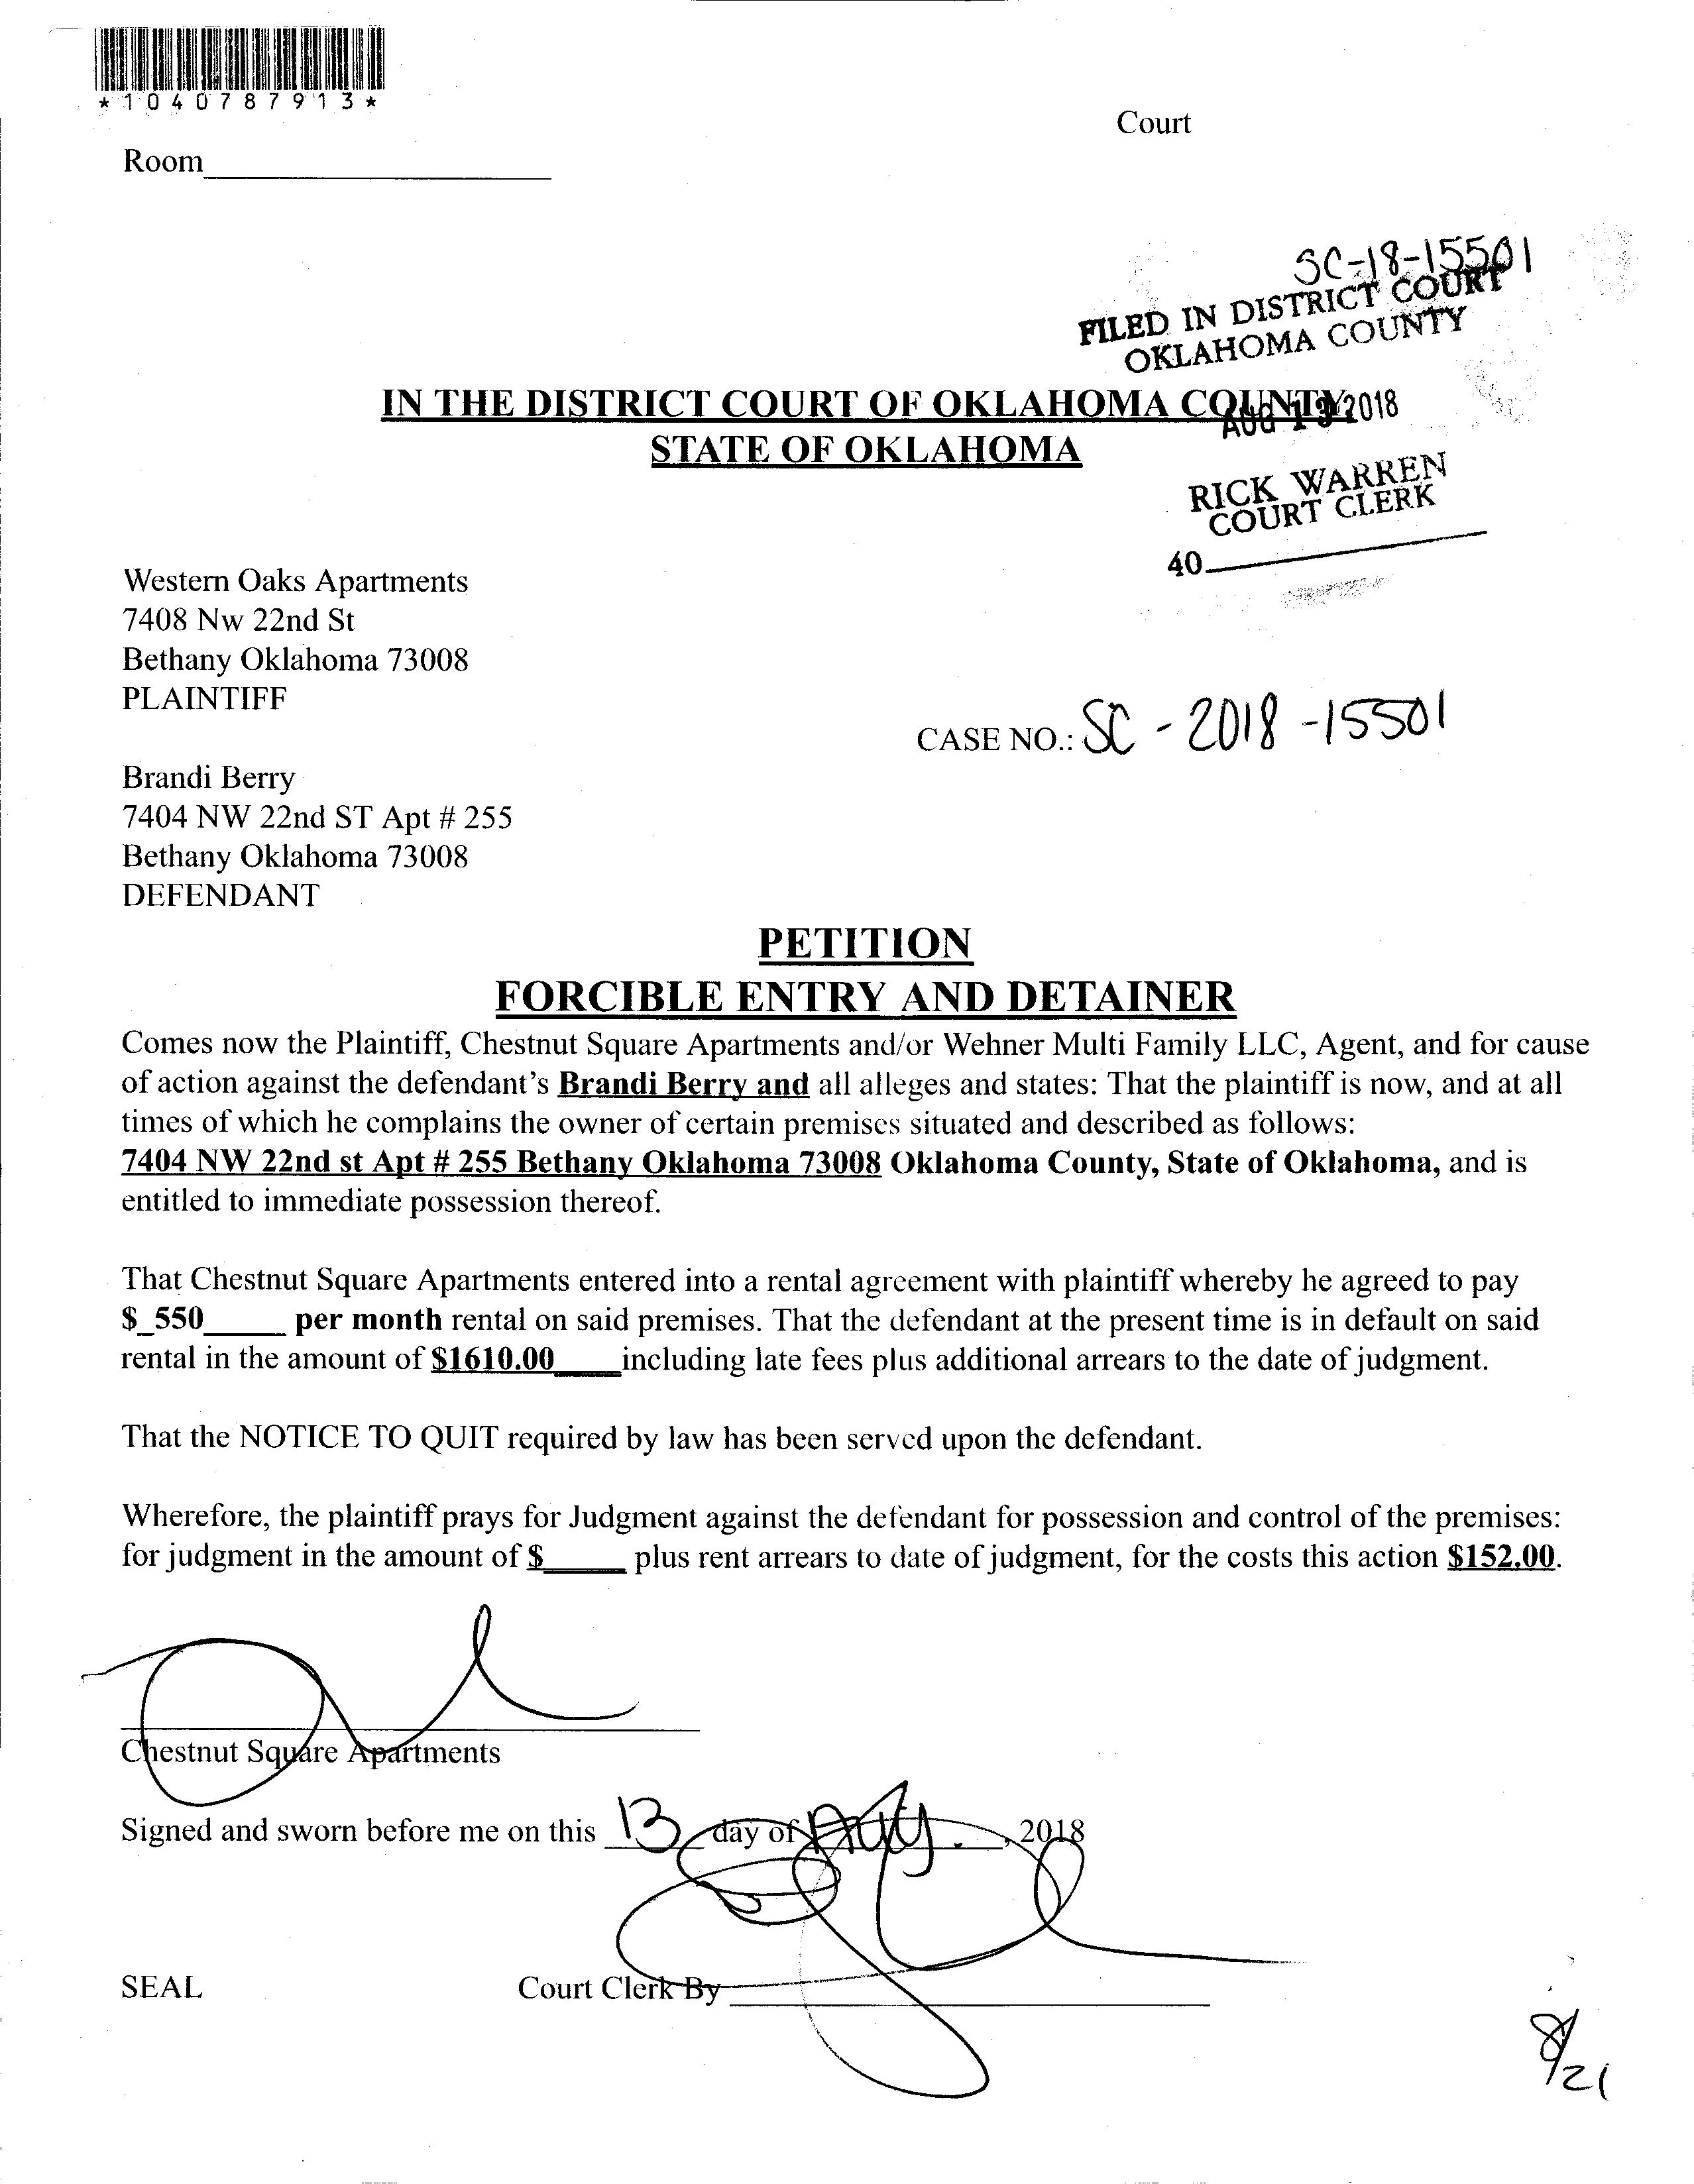 *1040787913*
Court
Room
SC-18-15501
FILED IN DISTRICT COURT
OKLAHOMA COUNTY
IN THE DISTRICT COURT OF OKLAHOMA COUNTY
AUG 13 2018
STATE OF OKLAHOMA
RICK WARREN
COURT CLERK
40
Western Oaks Apartments
7408 Nw 22nd St
Bethany Oklahoma 73008
PLAINTIFF
CASE NO.: SC - 2018 - 15501
Brandi Berry
7404 NW 22nd ST Apt # 255
Bethany Oklahoma 73008
DEFENDANT
PETITION
FORCIBLE ENTRY AND DETAINER
Comes now the Plaintiff, Chestnut Square Apartments and/or Wehner Multi Family LLC, Agent, and for cause
of action against the defendant's Brandi Berry and all alleges and states: That the plaintiff is now, and at all
times of which he complains the owner of certain premises situated and described as follows:
7404 NW 22nd st Apt # 255 Bethany Oklahoma 73008 Oklahoma County, State of Oklahoma, and is
entitled to immediate possession thereof.
That Chestnut Square Apartments entered into a rental agreement with plaintiff whereby he agreed to pay
$_550_____ per month rental on said premises. That the defendant at the present time is in default on said
rental in the amount of $1610.00____including late fees plus additional arrears to the date of judgment.
That the NOTICE TO QUIT required by law has been served upon the defendant.
Wherefore, the plaintiff prays for Judgment against the defendant for possession and control of the premises:
for judgment in the amount of $_____ plus rent arrears to date of judgment, for the costs this action $152.00.
Chestnut Square Apartments
Signed and sworn before me on this 13 day of Aug. , 2018
SEAL
Court Clerk By
8/21